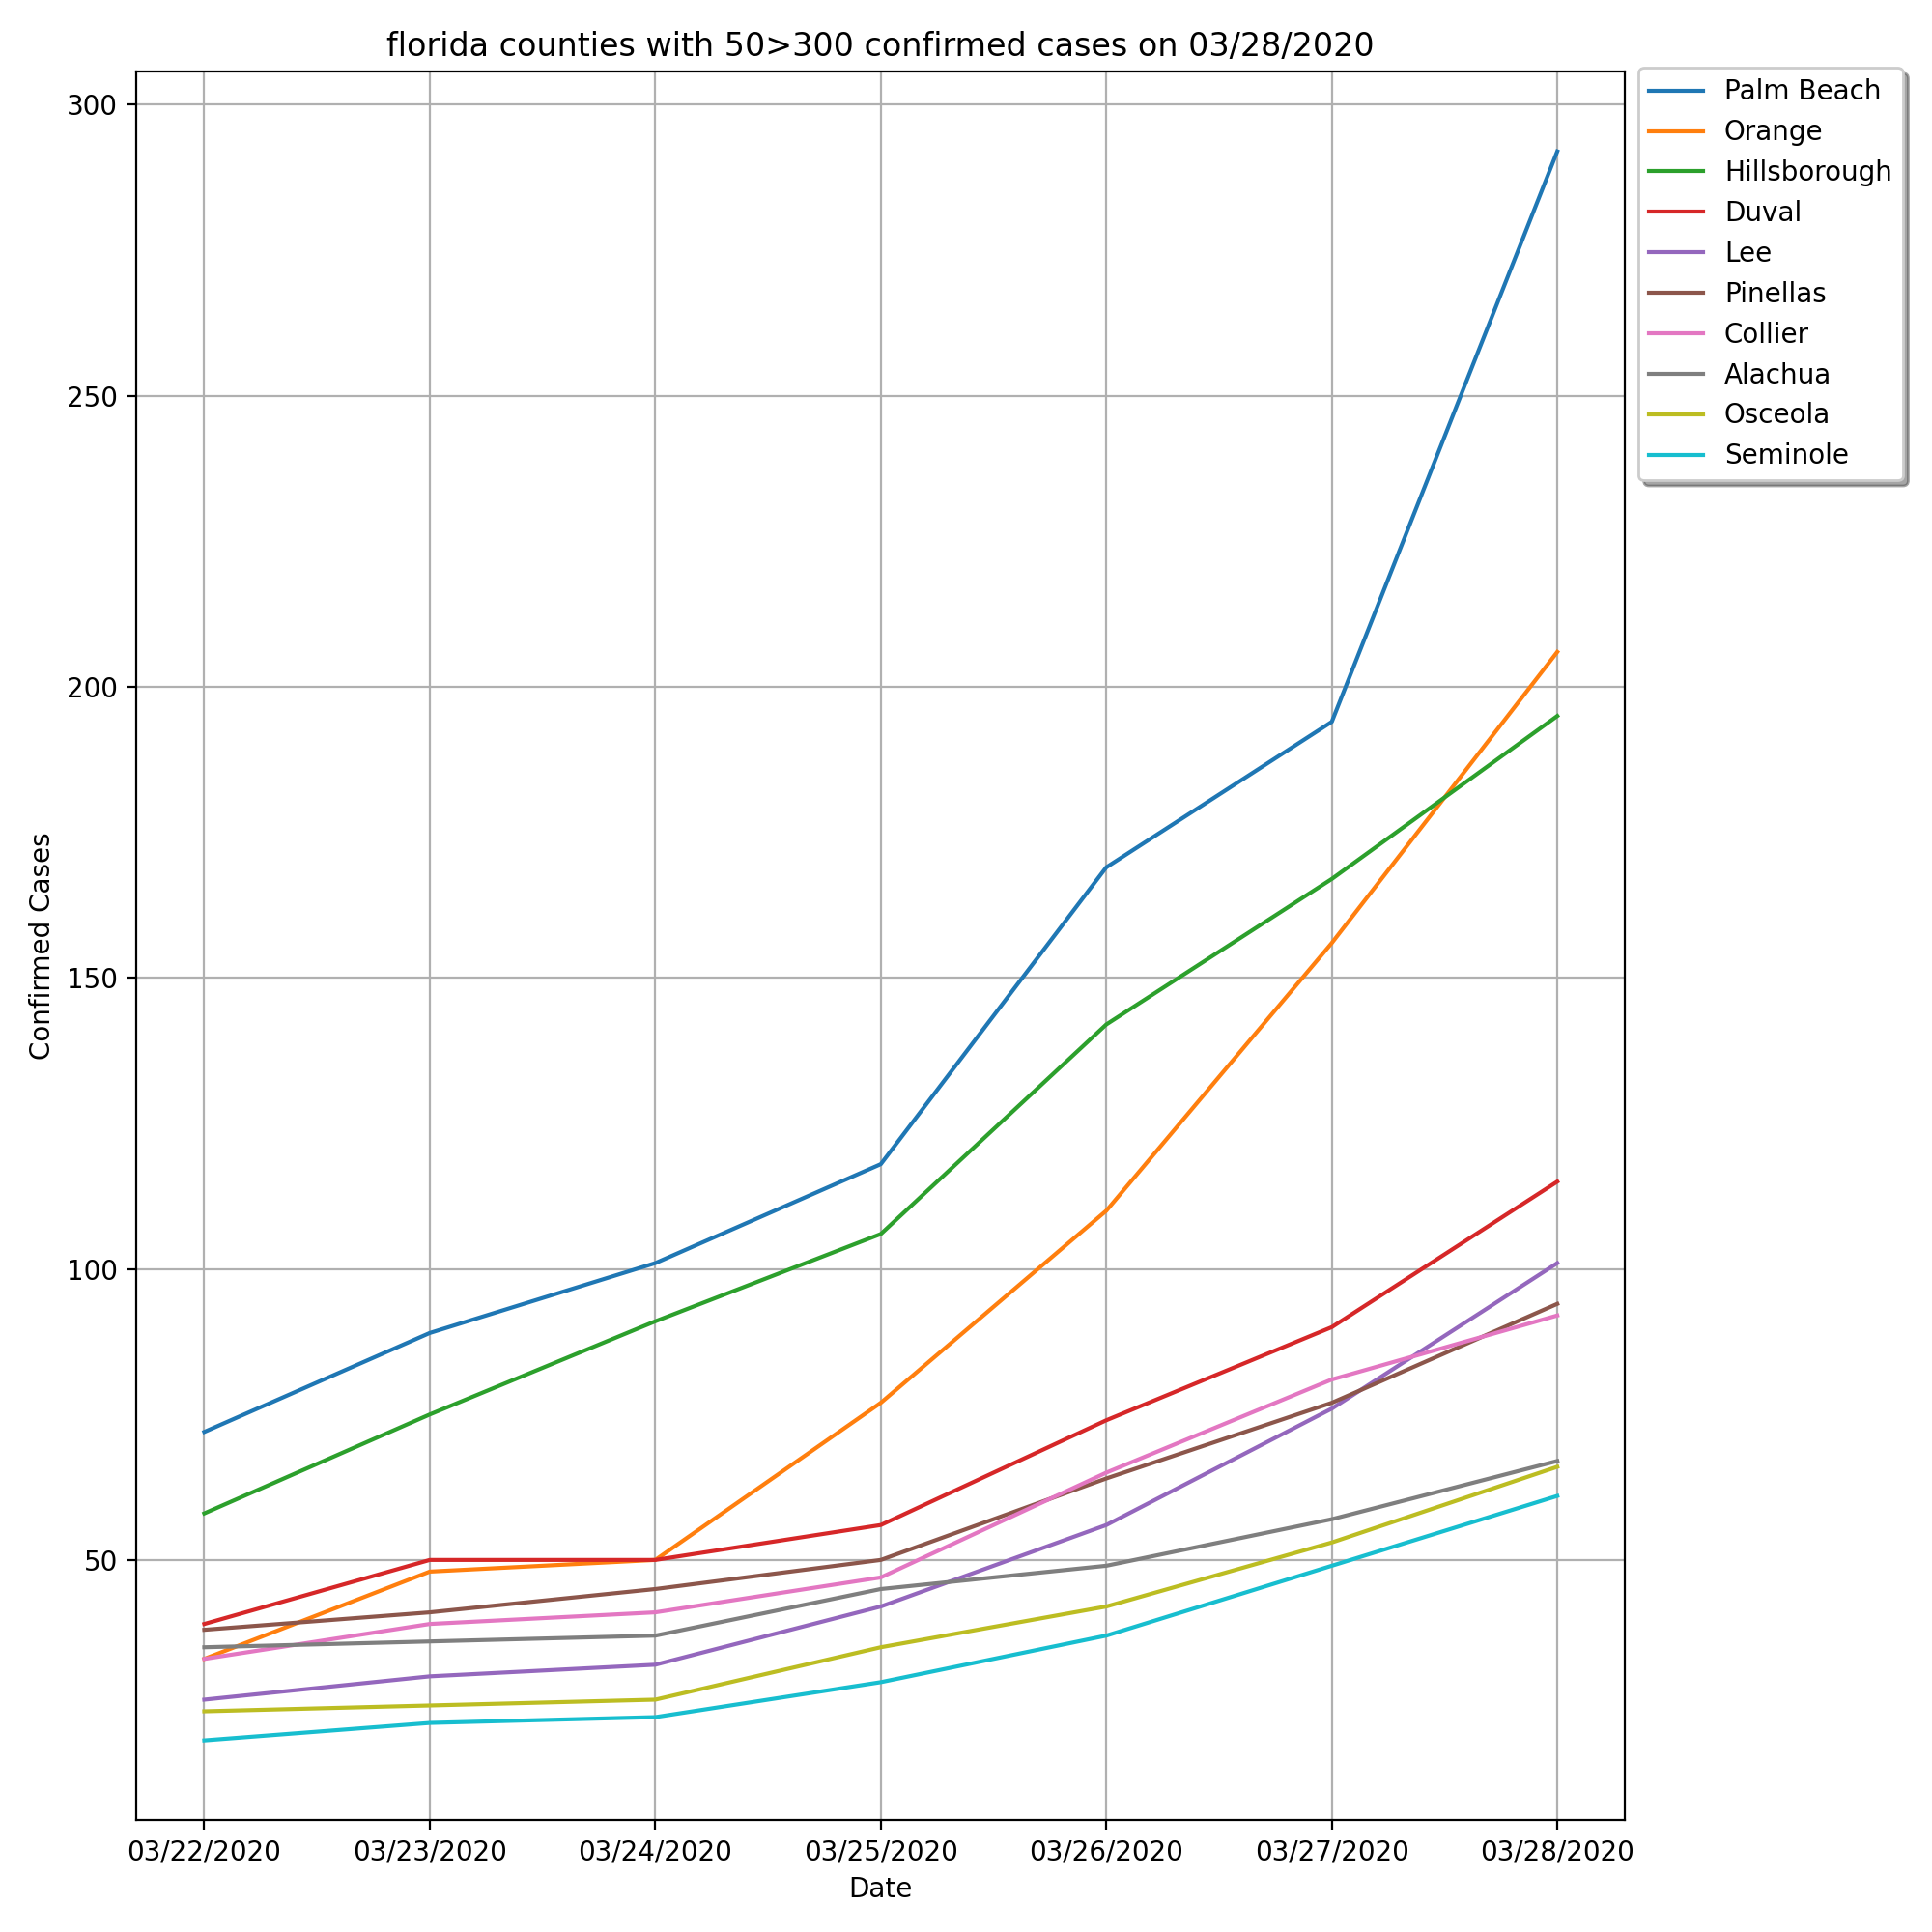 florida counties with 50>300 confirmed cases on 03/28/2020
Palm Beach
Orange
Hillsborough
Duval
Lee
Pinellas
Collier
Alachua
Osceola
Seminole
300
250
200
150
100
50
Confirmed Cases
03/22/2020 03/23/2020 03/24/2020 03/25/2020 03/26/2020 03/27/2020 03/28/2020
Date